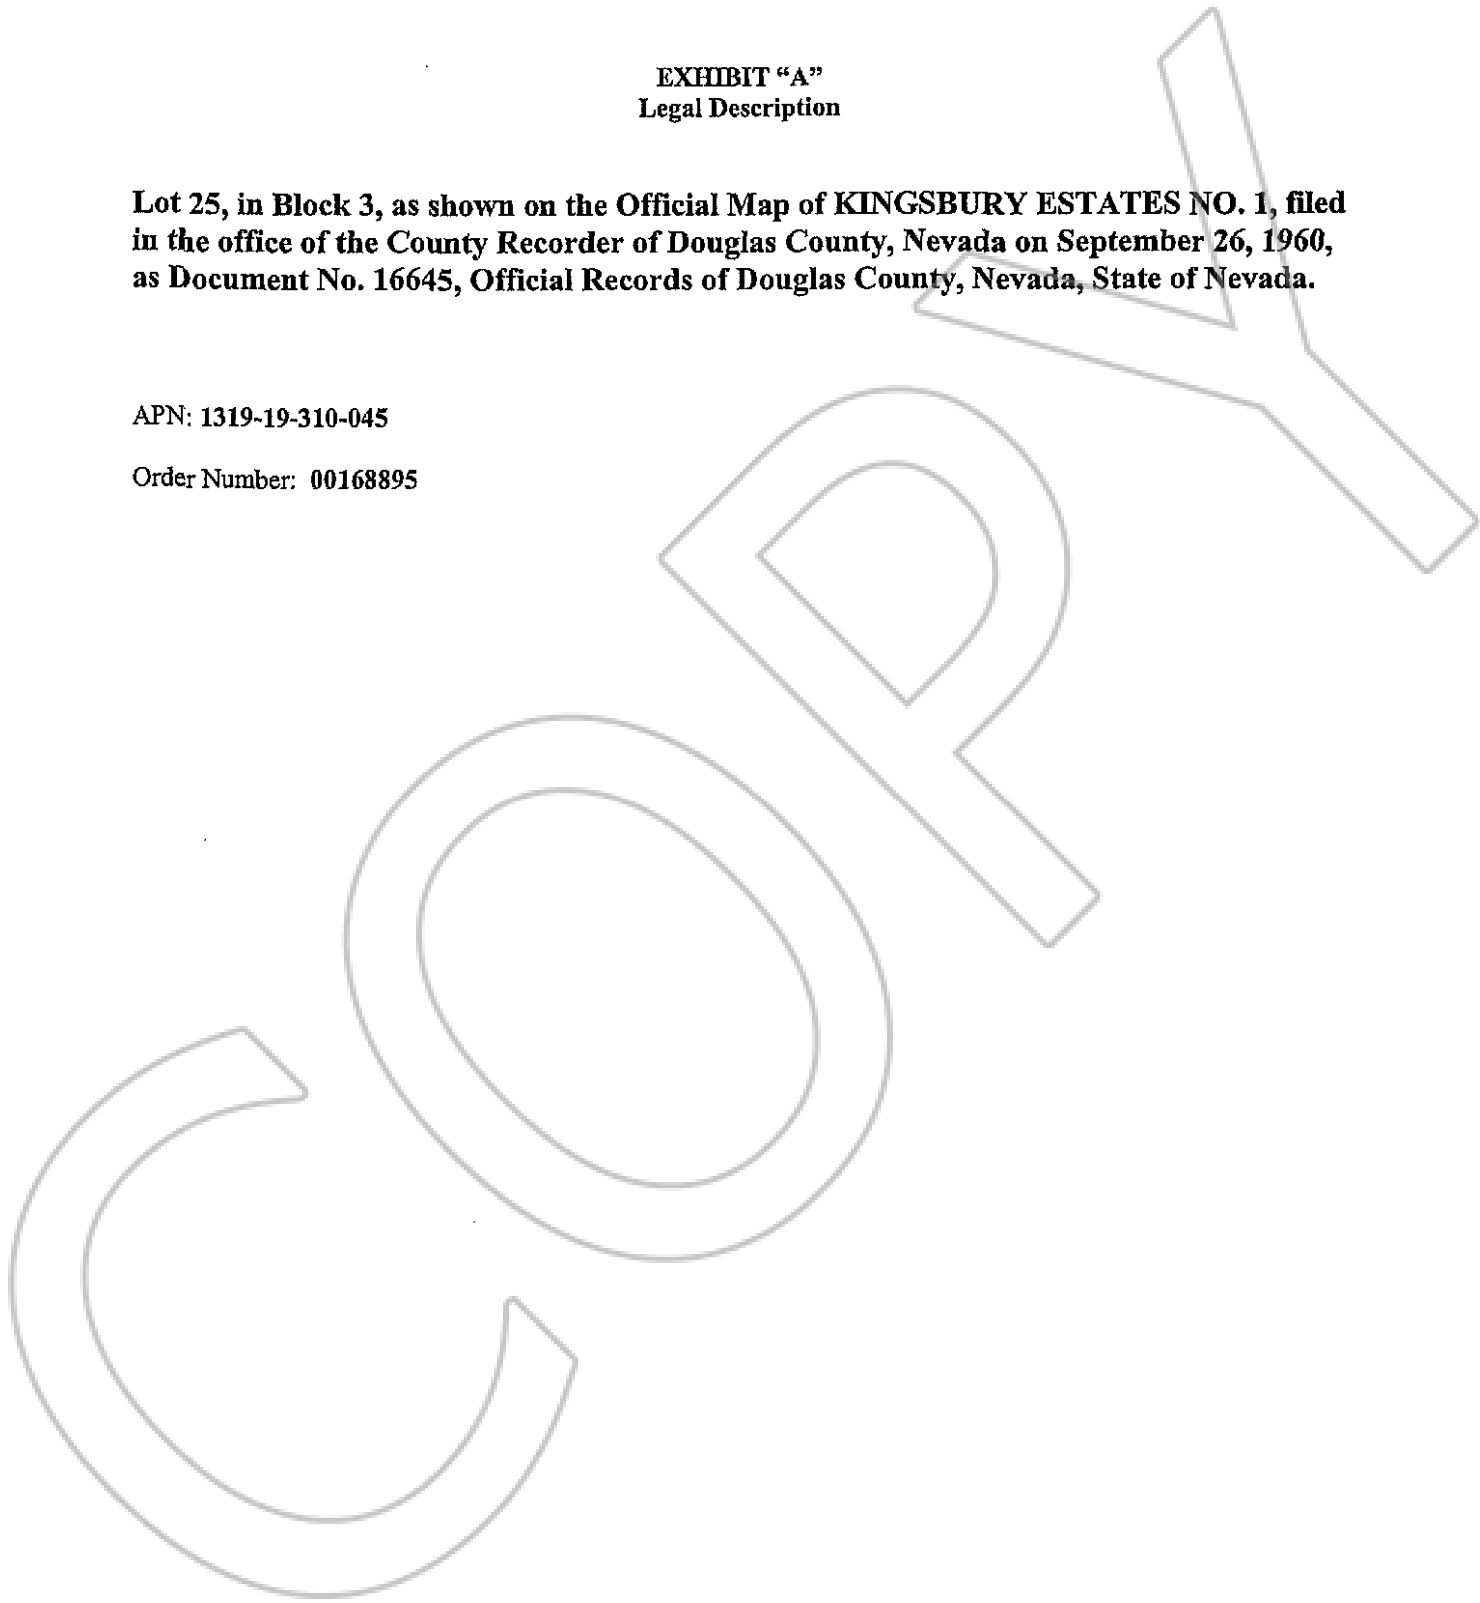 EXHIBIT “A”
Legal Description
Lot 25, in Block 3, as shown on the Official Map of KINGSBURY ESTATES NO. 1, filed
in the office of the County Recorder of Douglas County, Nevada on September 26, 1960,
as Document No. 16645, Official Records of Douglas County, Nevada, State of Nevada.
APN: 1319-19-310-045
Order Number: 00168895
COPY